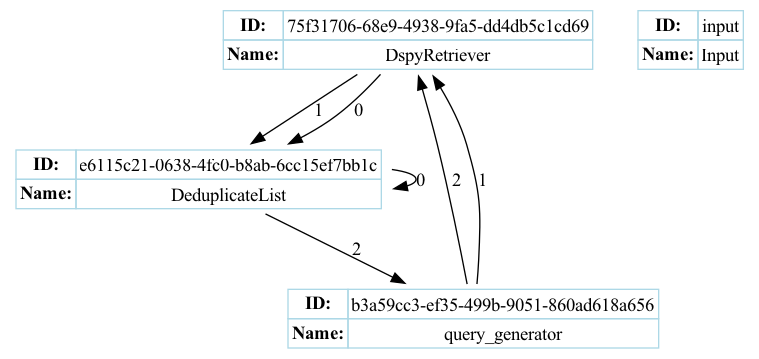 ID: 75f31706-68e9-4938-9fa5-dd4db5c1cd69
Name: DspyRetriever
ID: input
Name: Input
1 0
ID: e6115c21-0638-4fc0-b8ab-6cc15ef7bb1c
Name: DeduplicateList
0 2 1
2
ID: b3a59cc3-ef35-499b-9051-860ad618a656
Name: query_generator